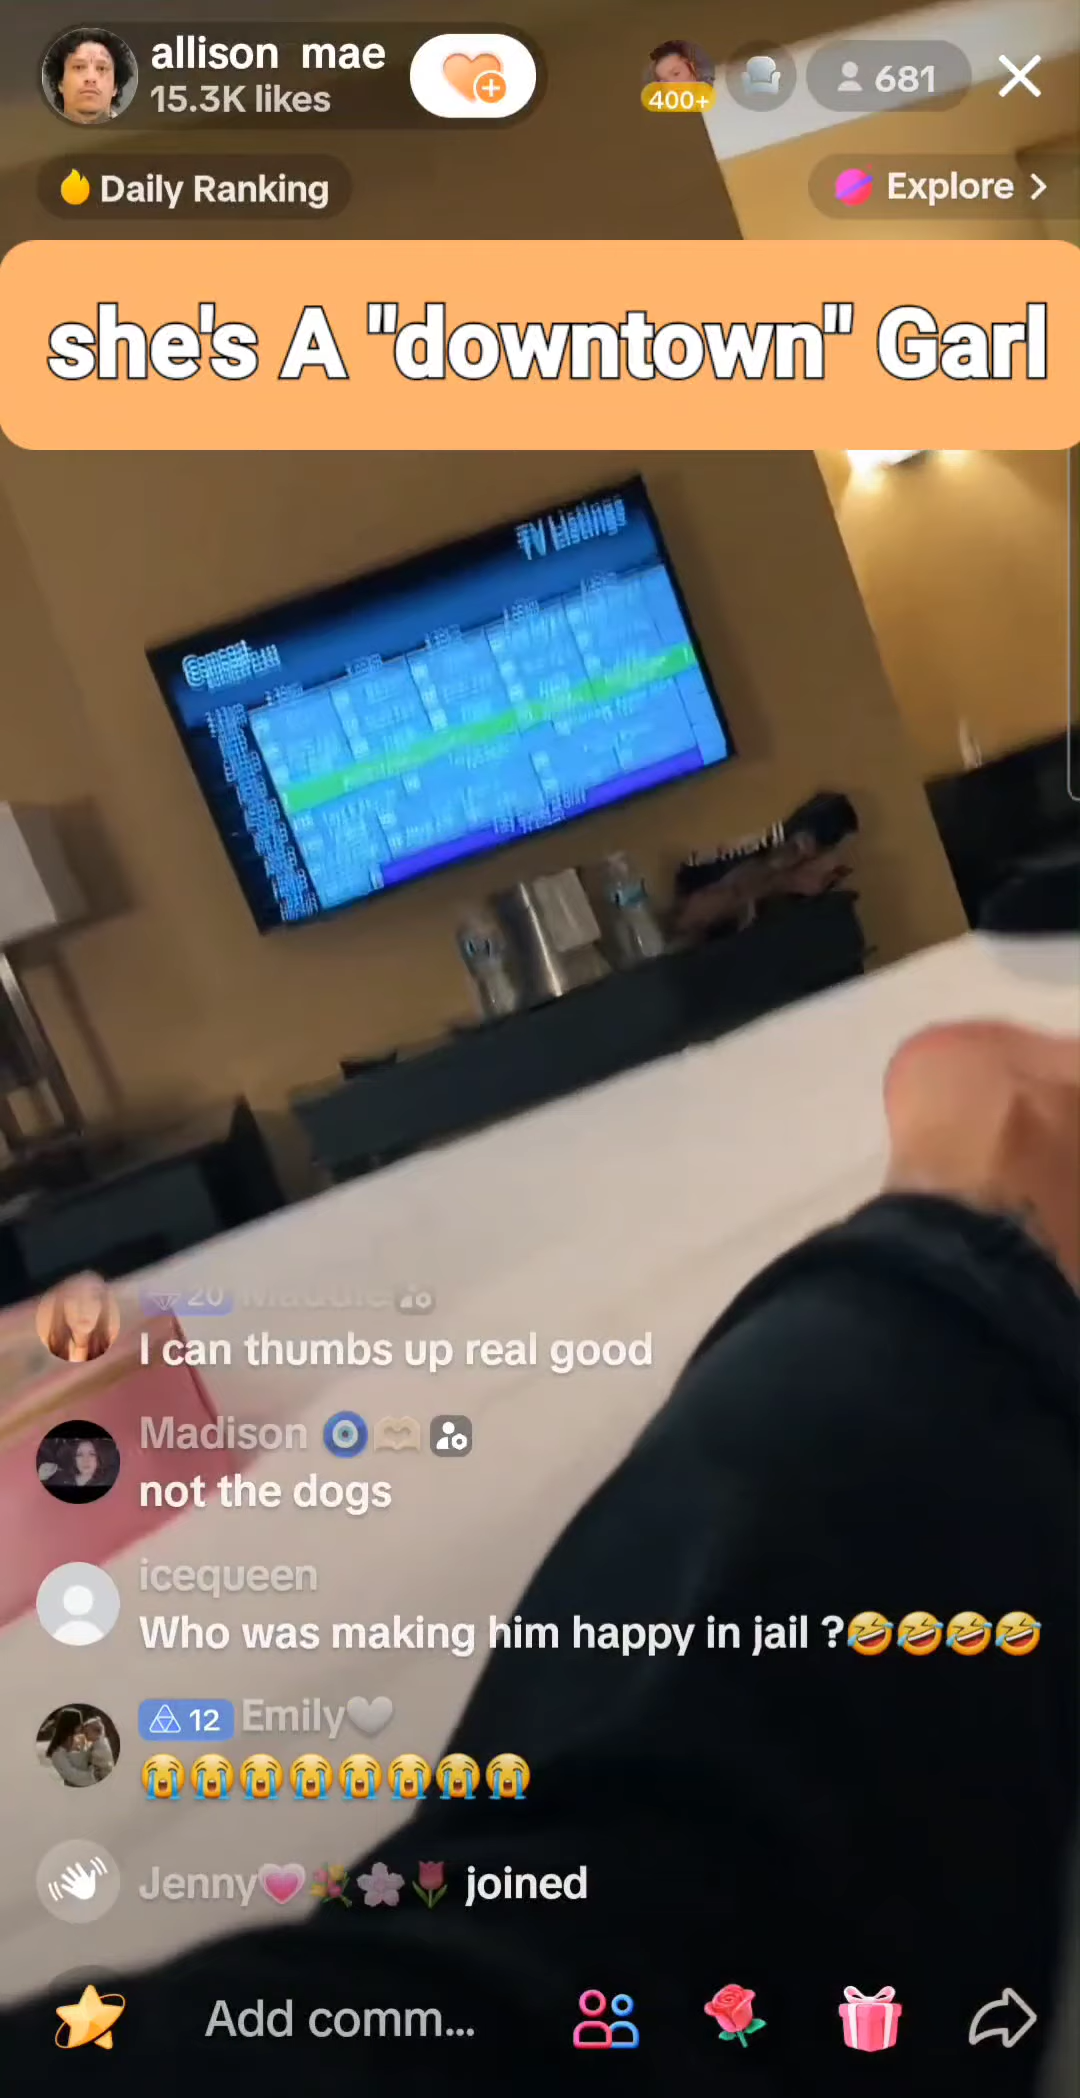 allison mae
15.3K likes
400+
681
Daily Ranking
Explore >
she's A "downtown" Garl
TV Listings
20 Maddie
I can thumbs up real good
Madison 🧿🫶🏻
not the dogs
icequeen
Who was making him happy in jail ?🤣🤣🤣🤣
12 Emily🤍
😭😭😭😭😭😭😭😭
Jenny💗💐🌸🌷 joined
Add comm...